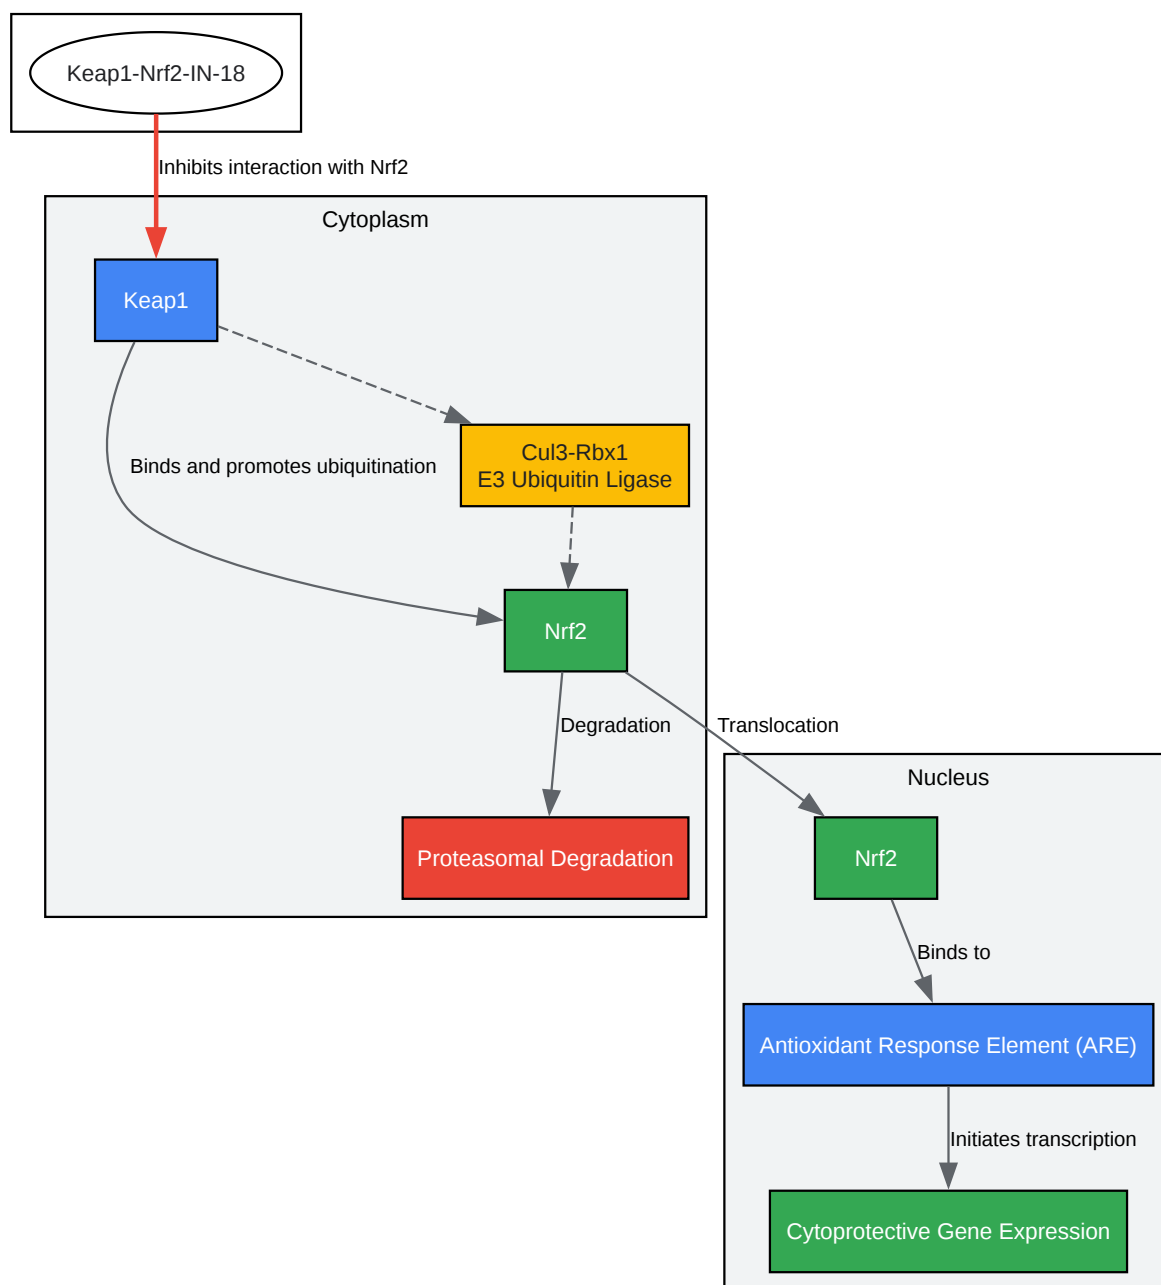 Keap1-Nrf2-IN-18
Inhibits interaction with Nrf2
Cytoplasm
Keap1
Binds and promotes ubiquitination
Cul3-Rbx1
E3 Ubiquitin Ligase
Nrf2
Degradation
Translocation
Nucleus
Proteasomal Degradation
Nrf2
Binds to
Antioxidant Response Element (ARE)
Initiates transcription
Cytoprotective Gene Expression